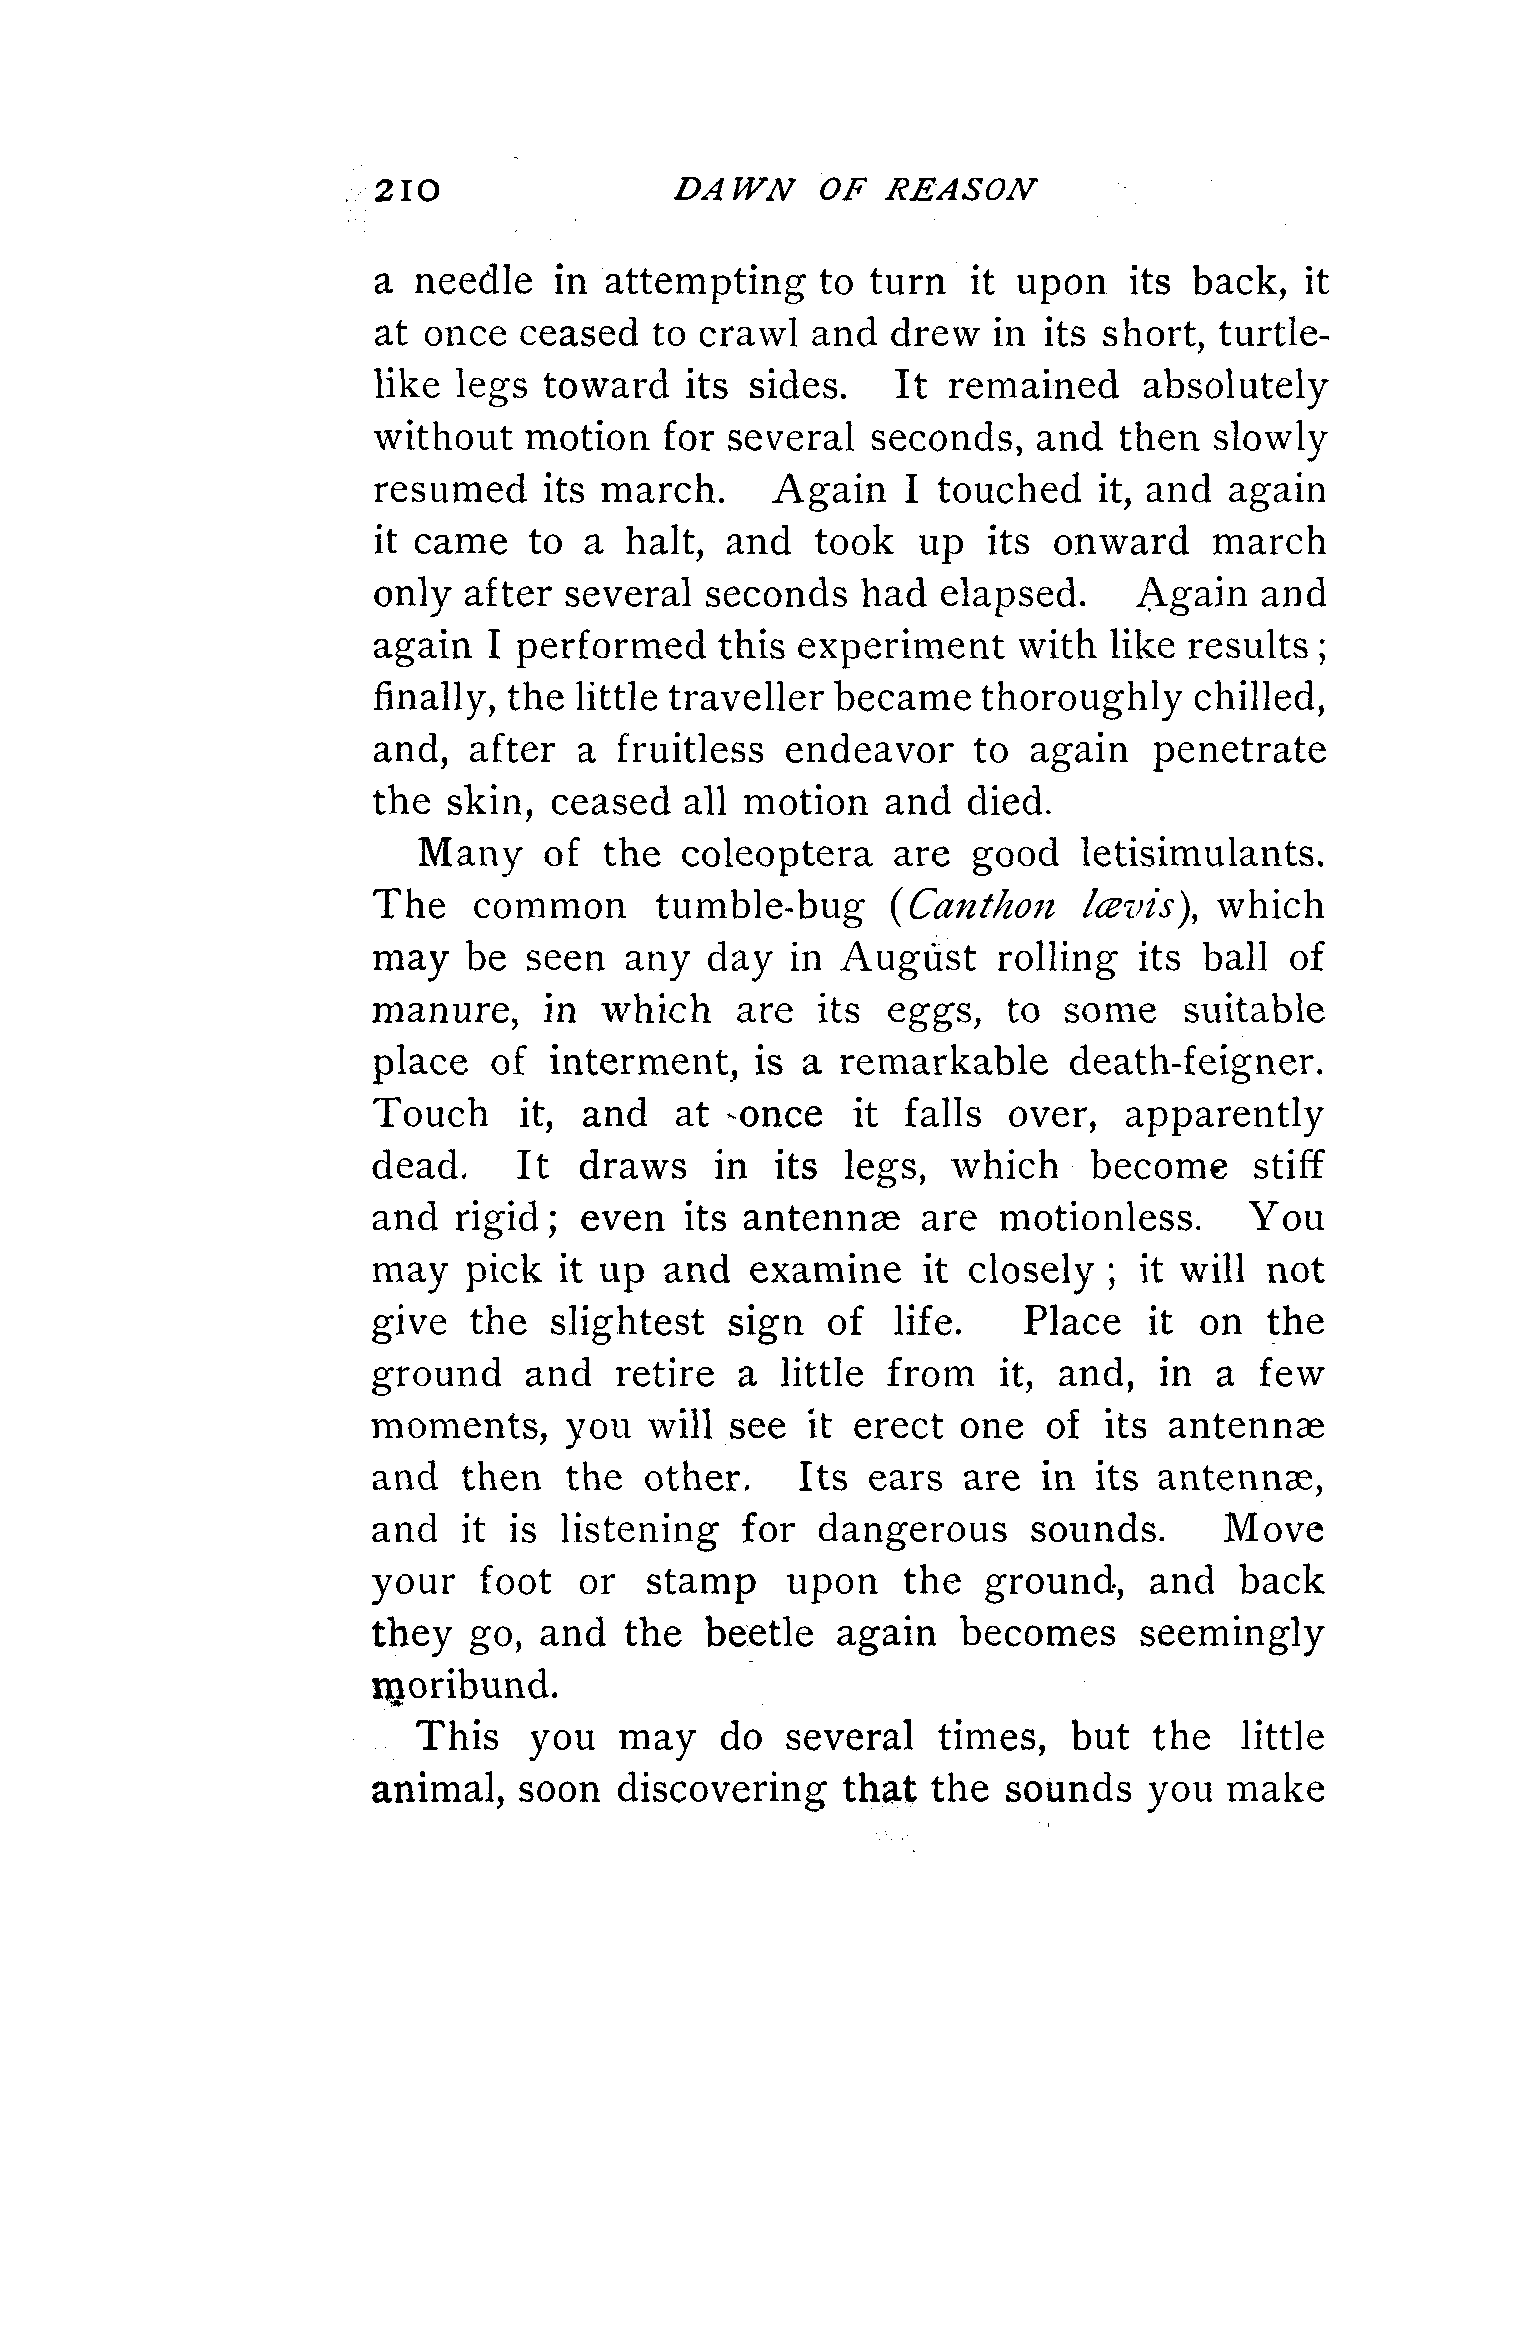 210 DAWN OF REASON
a needle in attempting to turn it upon its back, it
at once ceased to crawl and drew in its short, turtle-
like legs toward its sides. It remained absolutely
without motion for several seconds, and then slowly
resumed its march. Again I touched it, and again
it came to a halt, and took up its onward march
only after several seconds had elapsed. Again and
again I performed this experiment with like results ;
finally, the little traveller became thoroughly chilled,
and, after a fruitless endeavor to again penetrate
the skin, ceased all motion and died.
Many of the coleoptera are good letisimulants.
The common tumble-bug (Canthon lævis), which
may be seen any day in August rolling its ball of
manure, in which are its eggs, to some suitable
place of interment, is a remarkable death-feigner.
Touch it, and at once it falls over, apparently
dead. It draws in its legs, which become stiff
and rigid ; even its antennæ are motionless. You
may pick it up and examine it closely ; it will not
give the slightest sign of life. Place it on the
ground and retire a little from it, and, in a few
moments, you will see it erect one of its antennæ
and then the other. Its ears are in its antennæ,
and it is listening for dangerous sounds. Move
your foot or stamp upon the ground, and back
they go, and the beetle again becomes seemingly
moribund.
This you may do several times, but the little
animal, soon discovering that the sounds you make